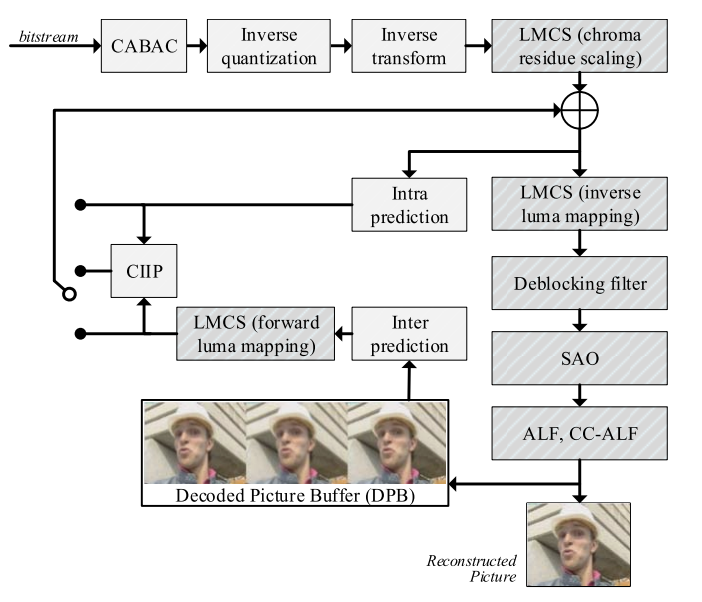 bitstream
CABAC
Inverse
quantization
Inverse
transform
LMCS (chroma
residue scaling)
Intra
prediction
LMCS (inverse
luma mapping)
CIIP
Deblocking filter
LMCS (forward
luma mapping)
Inter
prediction
SAO
ALF, CC-ALF
Decoded Picture Buffer (DPB)
Reconstructed
Picture